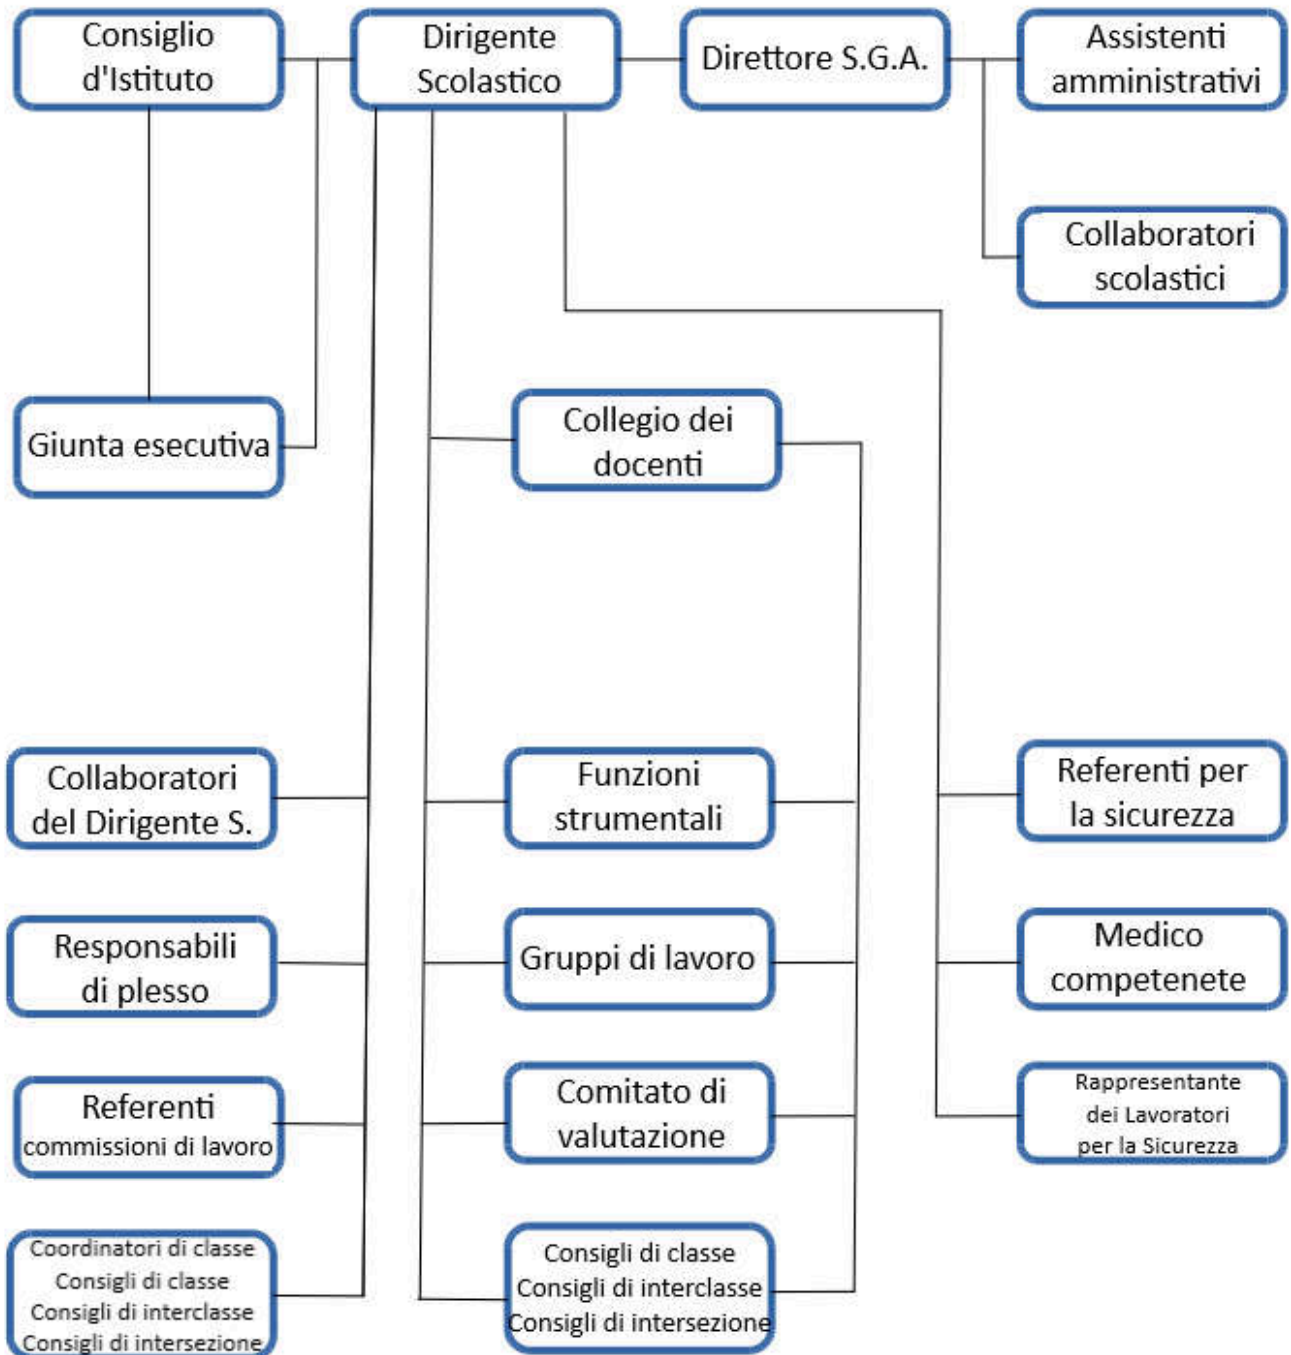 Consiglio
d'Istituto
Dirigente
Scolastico
Direttore S.G.A.
Assistenti
amministrativi
Collaboratori
scolastici
Giunta esecutiva
Collegio dei
docenti
Collaboratori
del Dirigente S.
Funzioni
strumentali
Referenti per
la sicurezza
Responsabili
di plesso
Gruppi di lavoro
Medico
competenete
Referenti
commissioni di lavoro
Comitato di
valutazione
Rappresentante
dei Lavoratori
per la Sicurezza
Coordinatori di classe
Consigli di classe
Consigli di interclasse
Consigli di intersezione
Consigli di classe
Consigli di interclasse
Consigli di intersezione